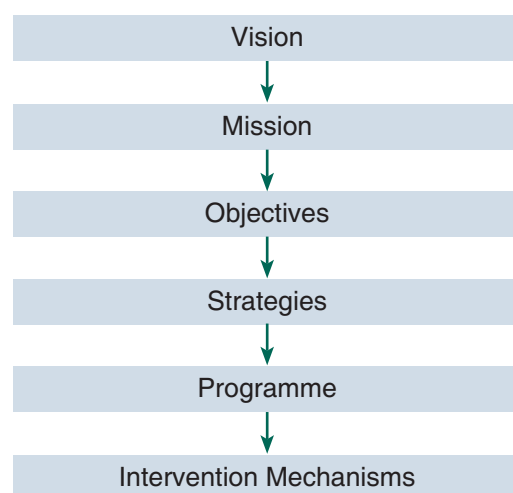 Vision
Mission
Objectives
Strategies
Programme
Intervention Mechanisms